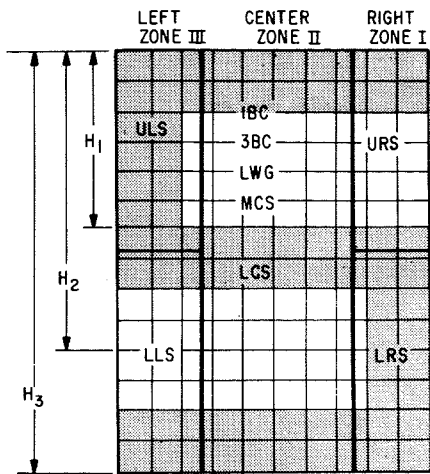 LEFT CENTER RIGHT
ZONE III ZONE II ZONE I
1BC
ULS 3BC URS
H1
LWG
MCS
LCS
H2
LLS LRS
H3